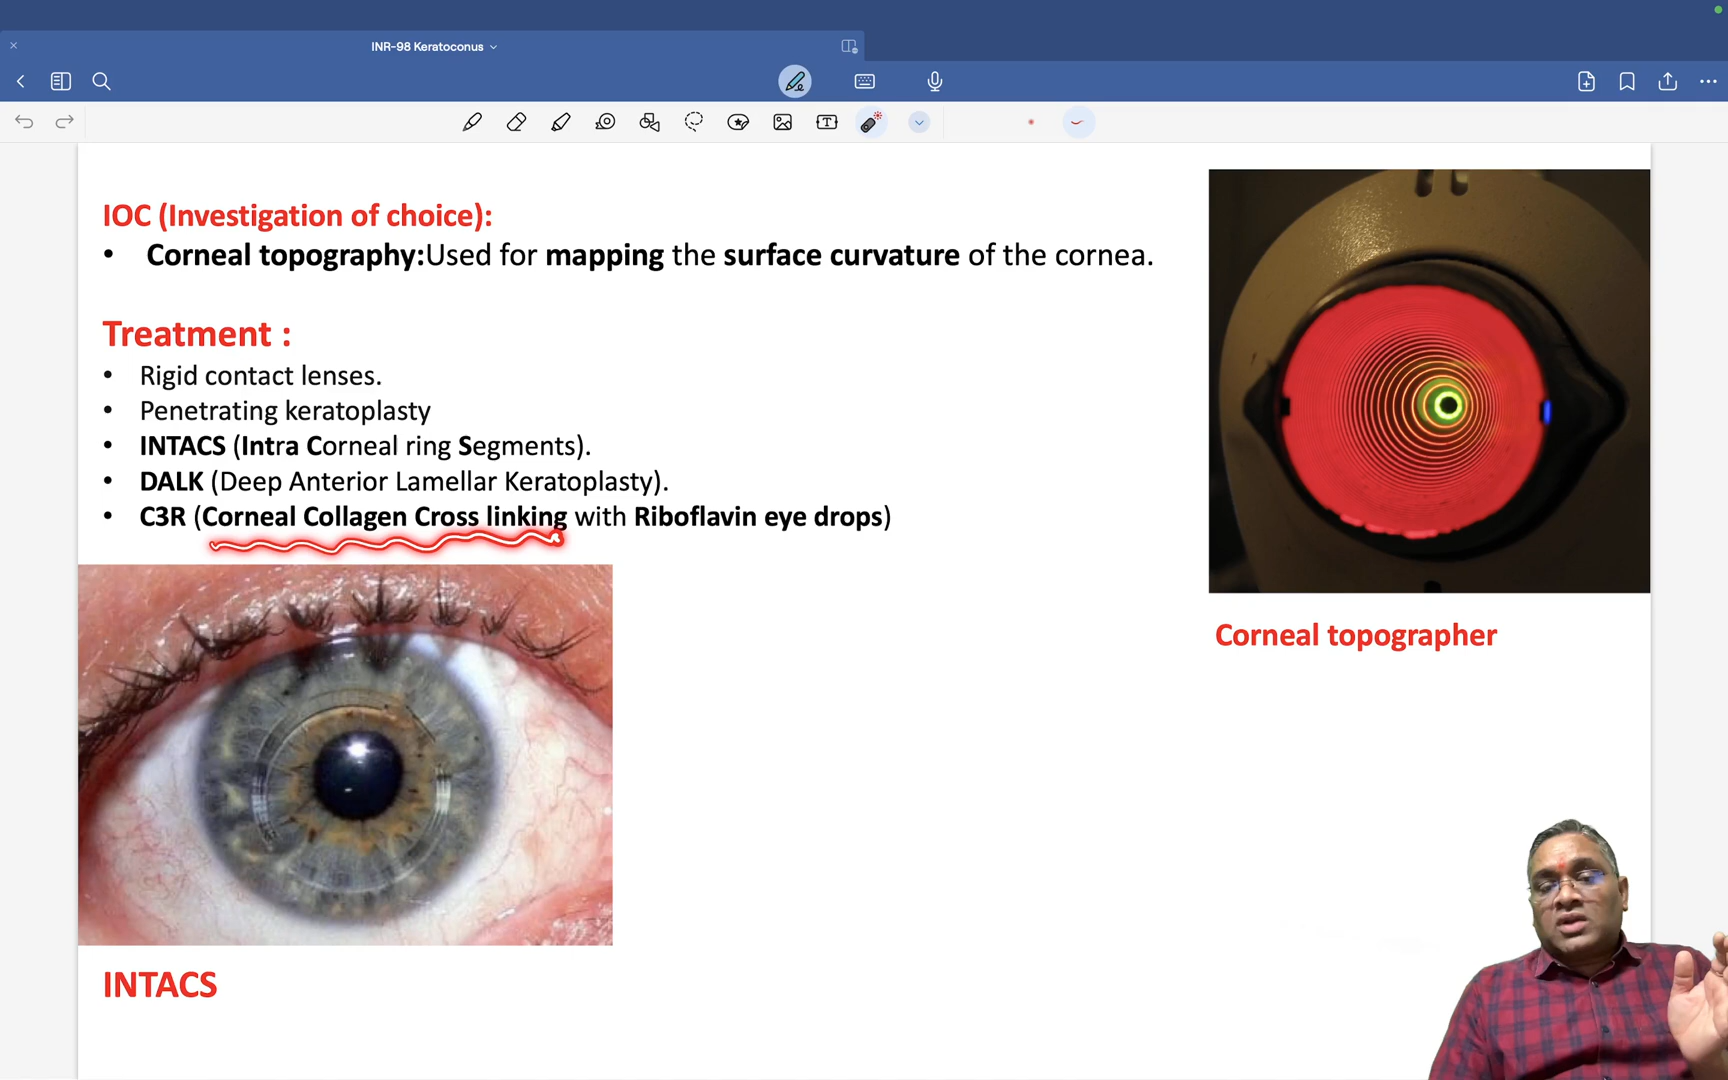 INR-98 Keratoconus
IOC (Investigation of choice):
• Corneal topography:Used for mapping the surface curvature of the cornea.
Treatment :
• Rigid contact lenses.
• Penetrating keratoplasty
• INTACS (Intra Corneal ring Segments).
• DALK (Deep Anterior Lamellar Keratoplasty).
• C3R (Corneal Collagen Cross linking with Riboflavin eye drops)
Corneal topographer
INTACS